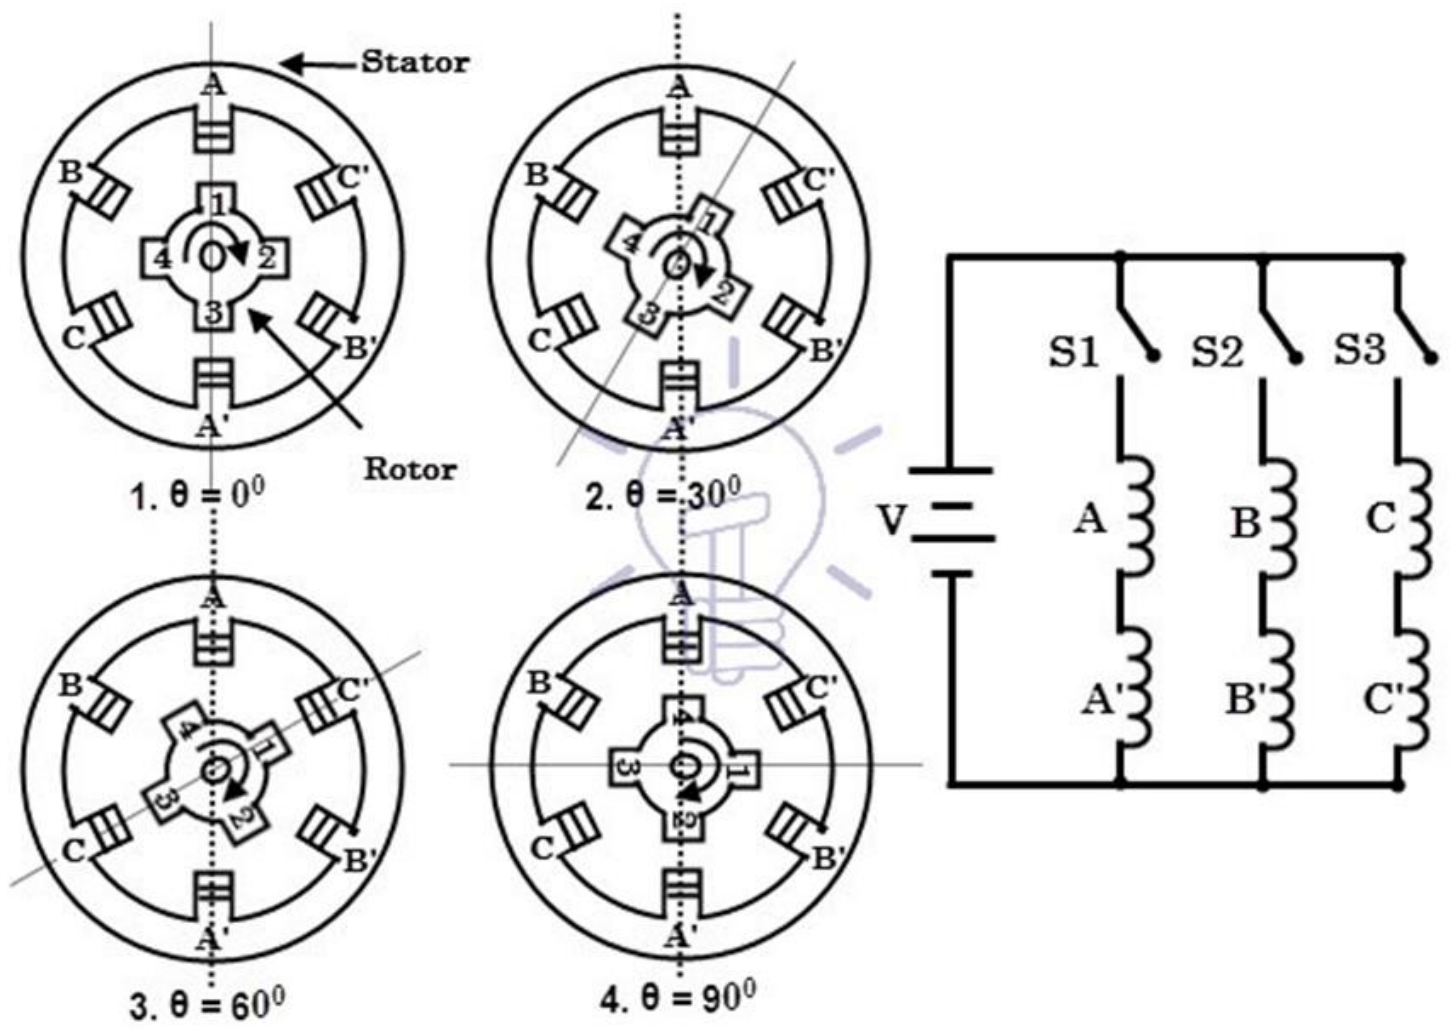 Stator
A
B
C'
1
4
2
3
C
B'
A'
Rotor
1. θ = 0⁰
A
B
C'
1
4
2
3
C
B'
A'
2. θ = 30⁰
A
B
C'
4
1
3
2
C
B'
A'
3. θ = 60⁰
A
B
C'
4
3
1
2
C
B'
A'
4. θ = 90⁰
S1
S2
S3
V
A
B
C
A'
B'
C'